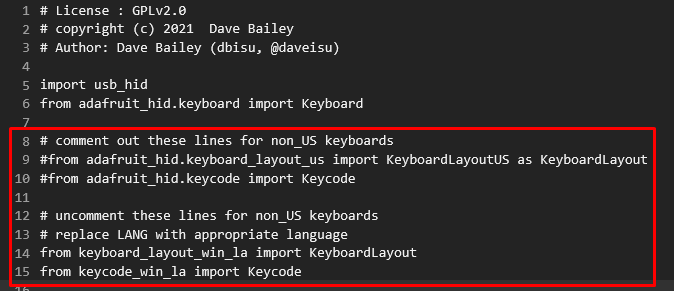 1 # License : GPLv2.0
2 # copyright (c) 2021  Dave Bailey
3 # Author: Dave Bailey (dbisu, @daveisu)
4
5 import usb_hid
6 from adafruit_hid.keyboard import Keyboard
7
8 # comment out these lines for non_US keyboards
9 #from adafruit_hid.keyboard_layout_us import KeyboardLayoutUS as KeyboardLayout
10 #from adafruit_hid.keycode import Keycode
11
12 # uncomment these lines for non_US keyboards
13 # replace LANG with appropriate language
14 from keyboard_layout_win_la import KeyboardLayout
15 from keycode_win_la import Keycode
16